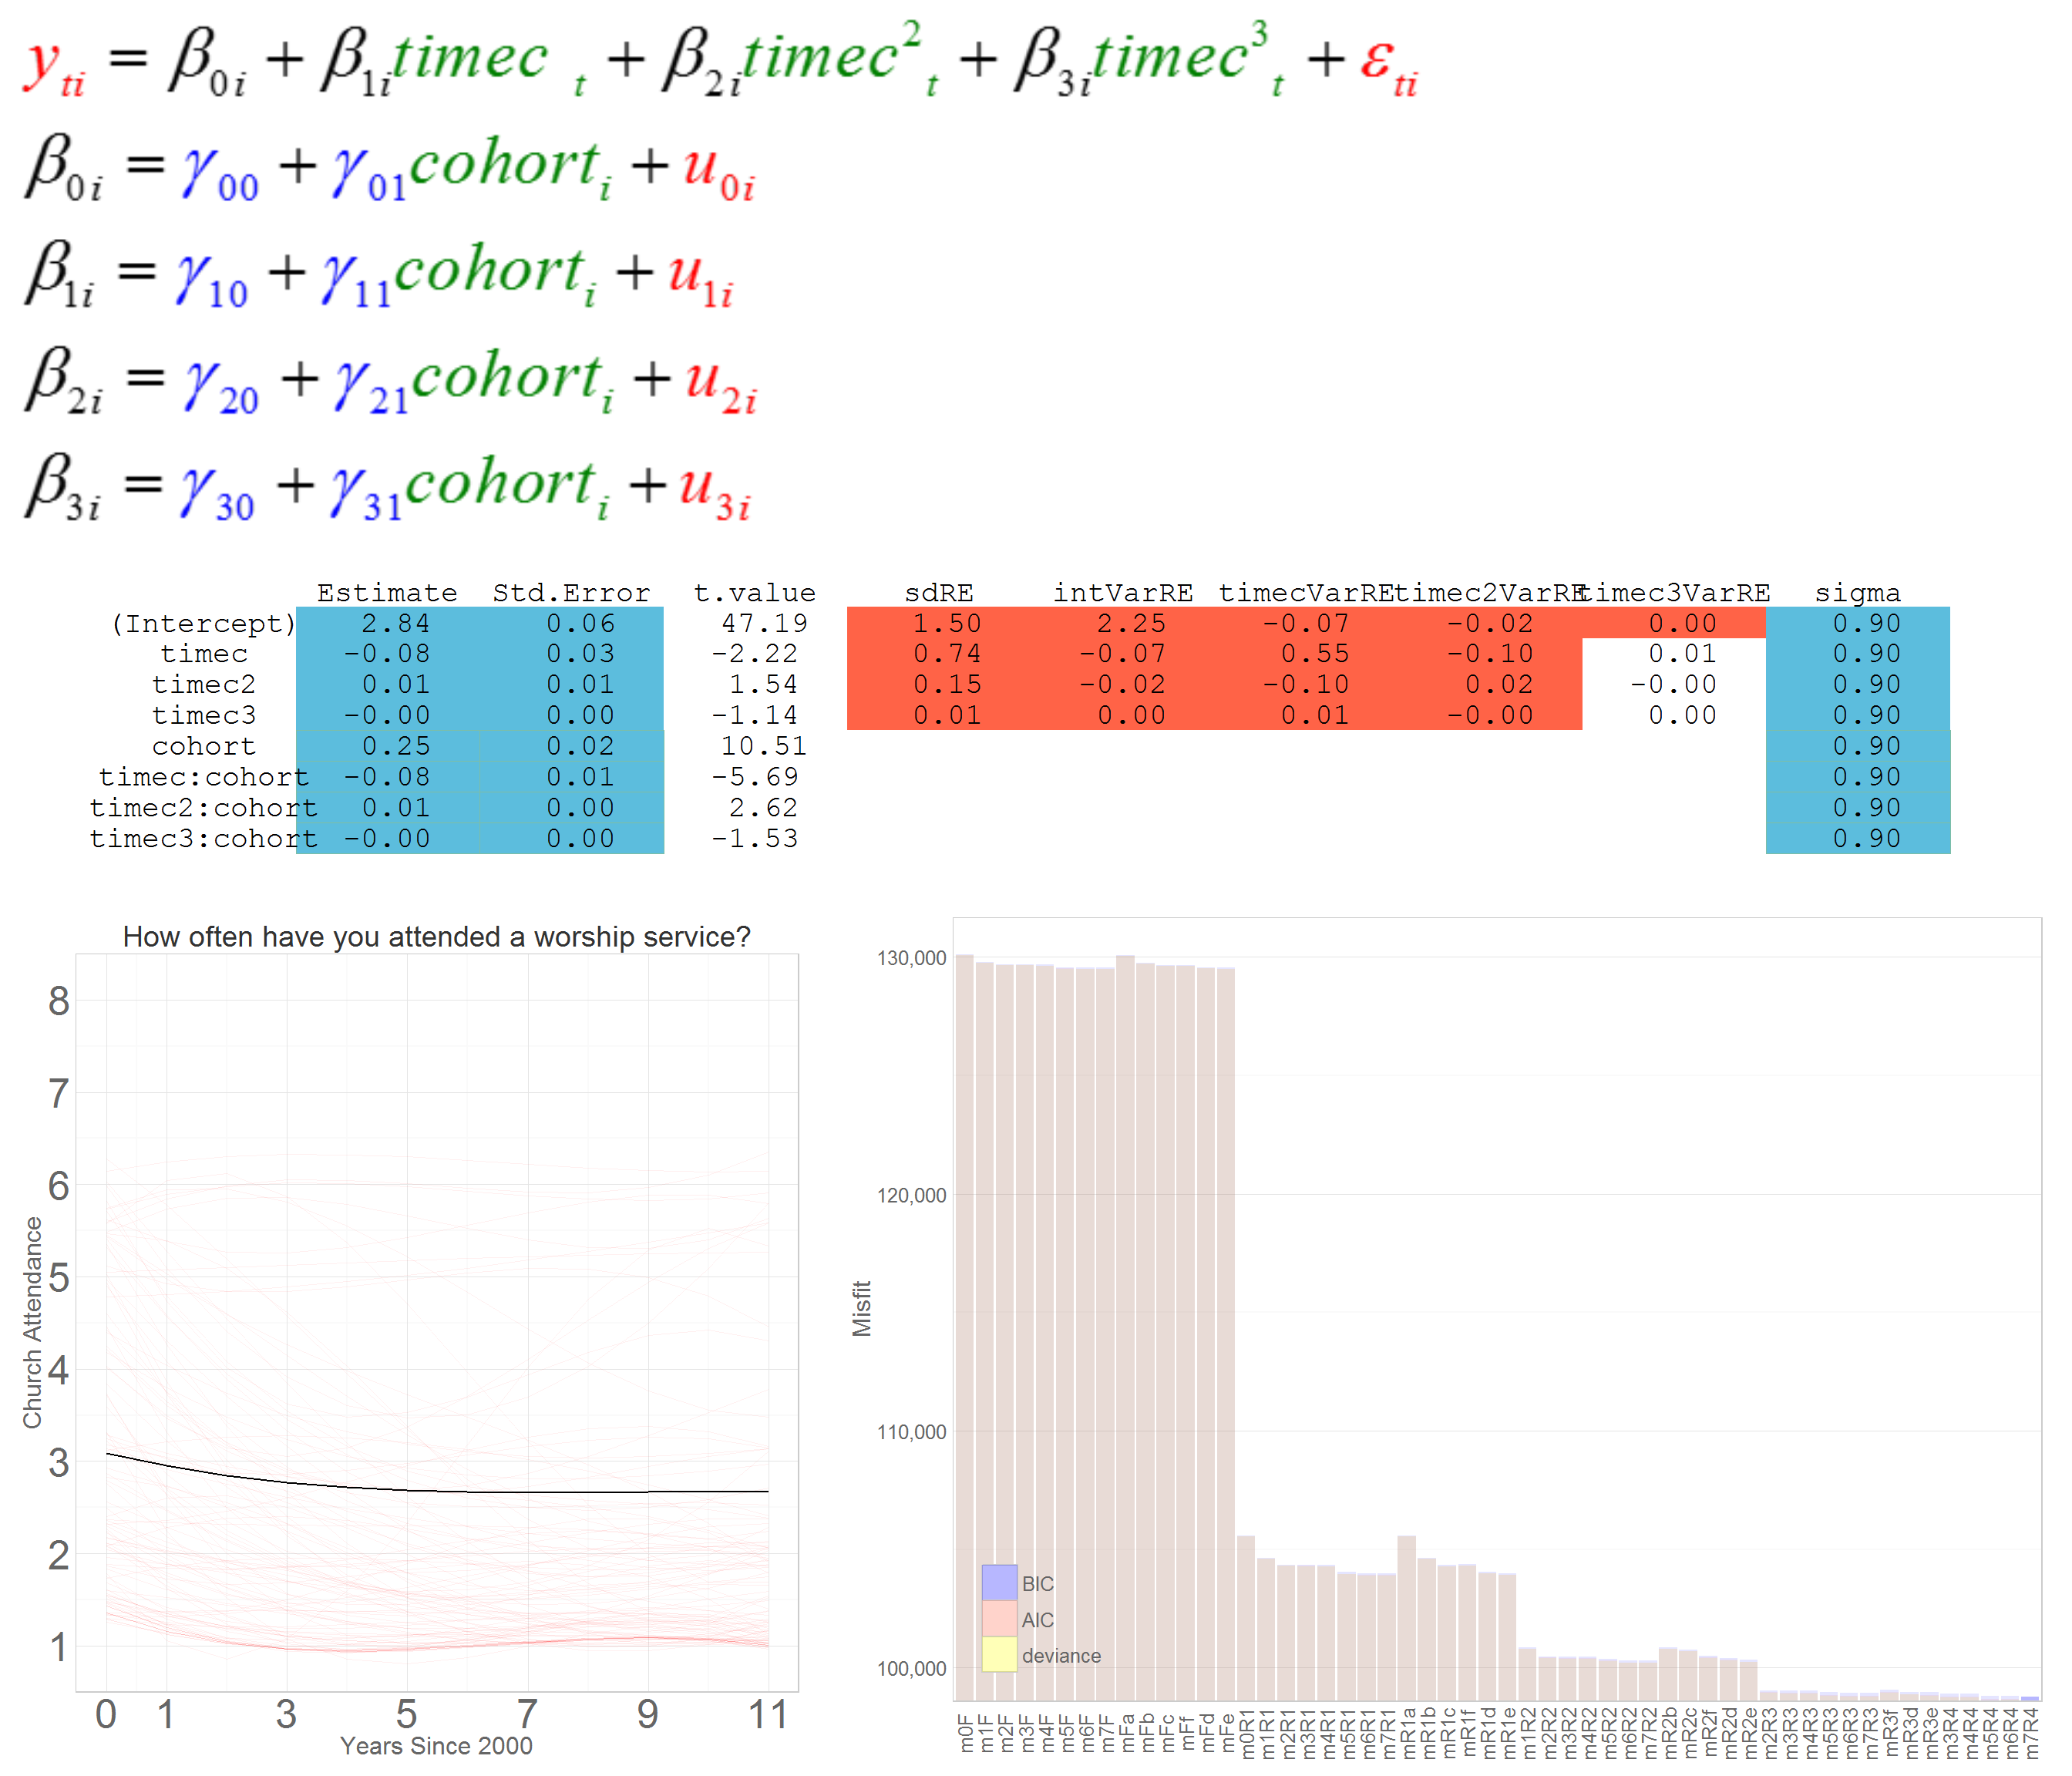 y_ti = β_0i + β_1i timec_t + β_2i timec²_t + β_3i timec³_t + ε_ti
β_0i = γ_00 + γ_01 cohort_i + u_0i
β_1i = γ_10 + γ_11 cohort_i + u_1i
β_2i = γ_20 + γ_21 cohort_i + u_2i
β_3i = γ_30 + γ_31 cohort_i + u_3i
Estimate Std.Error t.value sdRE intVarRE timecVarRE timec2VarRE timec3VarRE sigma
(Intercept) 2.84 0.06 47.19 1.50 2.25 -0.07 -0.02 0.00 0.90
timec -0.08 0.03 -2.22 0.74 -0.07 0.55 -0.10 0.01 0.90
timec2 0.01 0.01 1.54 0.15 -0.02 -0.10 0.02 -0.00 0.90
timec3 -0.00 0.00 -1.14 0.01 0.00 0.01 -0.00 0.00 0.90
cohort 0.25 0.02 10.51 0.90
timec:cohort -0.08 0.01 -5.69 0.90
timec2:cohort 0.01 0.00 2.62 0.90
timec3:cohort -0.00 0.00 -1.53 0.90
How often have you attended a worship service?
8
7
6
5
4
3
2
1
Church Attendance
0 1 3 5 7 9 11
Years Since 2000
130,000
120,000
110,000
100,000
Misfit
BIC
AIC
deviance
m0F m1F m2F m3F m4F m5F m6F m7F mFa mFb mFc mFf mFd mFe m0R1 m1R1 m2R1 m3R1 m4R1 m5R1 m6R1 m7R1 mR1a mR1b mR1c mR1f mR1d mR1e m1R2 m2R2 m3R2 m4R2 m5R2 m6R2 m7R2 mR2b mR2c mR2f mR2d mR2e m2R3 m3R3 m4R3 m5R3 m6R3 m7R3 mR3f mR3d mR3e m3R4 m4R4 m5R4 m6R4 m7R4